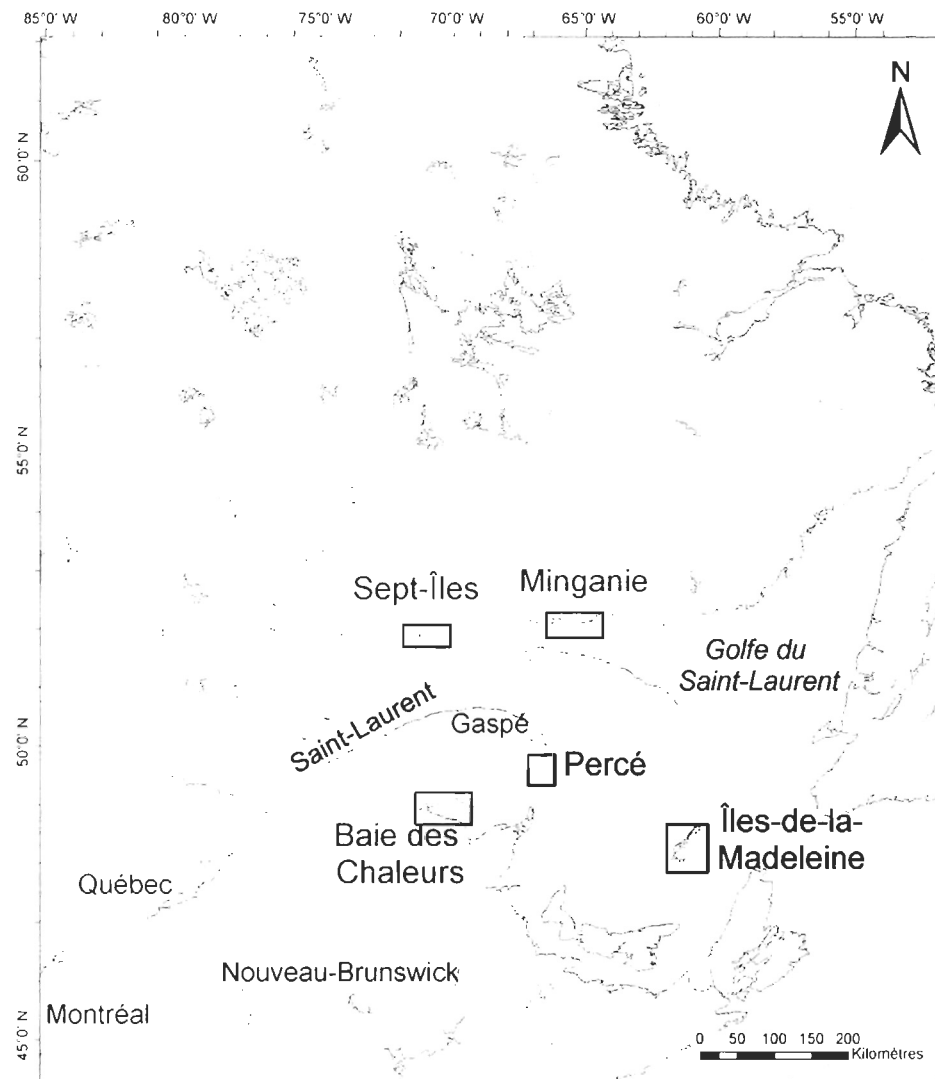 85°0' W 80°0' W 75°0' W 70°0' W 65°0' W 60°0' W 55°0' W
N
60°0' N
55°0' N
Sept-Îles
Minganie
Golfe du
Saint-Laurent
Saint-Laurent
Gaspé
50°0' N
Percé
Baie des
Chaleurs
Îles-de-la-
Madeleine
Québec
Nouveau-Brunswick
Montréal
45°0' N
0 50 100 150 200
Kilomètres